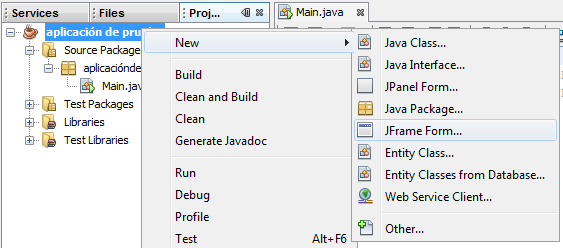 Services Files Proj...
Main.java
aplicación de pru
Source Packages
aplicaciónde
Main.jav
Test Packages
Libraries
Test Libraries
New
Build
Clean and Build
Clean
Generate Javadoc
Run
Debug
Profile
Test Alt+F6
Java Class...
Java Interface...
JPanel Form...
Java Package...
JFrame Form...
Entity Class...
Entity Classes from Database...
Web Service Client...
Other...